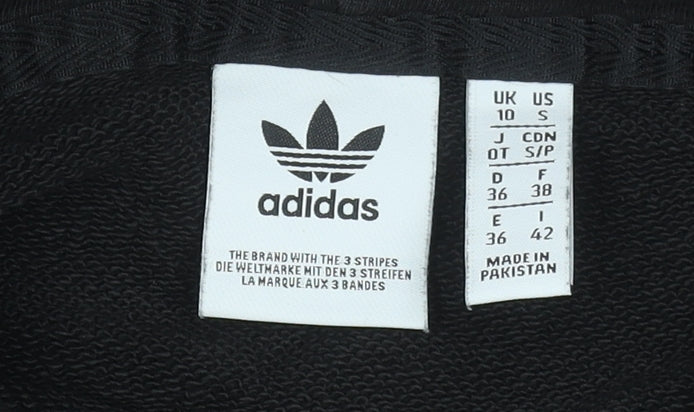 adidas
THE BRAND WITH THE 3 STRIPES
DIE WELTMARKE MIT DEN 3 STREIFEN
LA MARQUE AUX 3 BANDES
UK US
10 S
J CDN
OT S/P
D F
36 38
E I
36 42
MADE IN
PAKISTAN